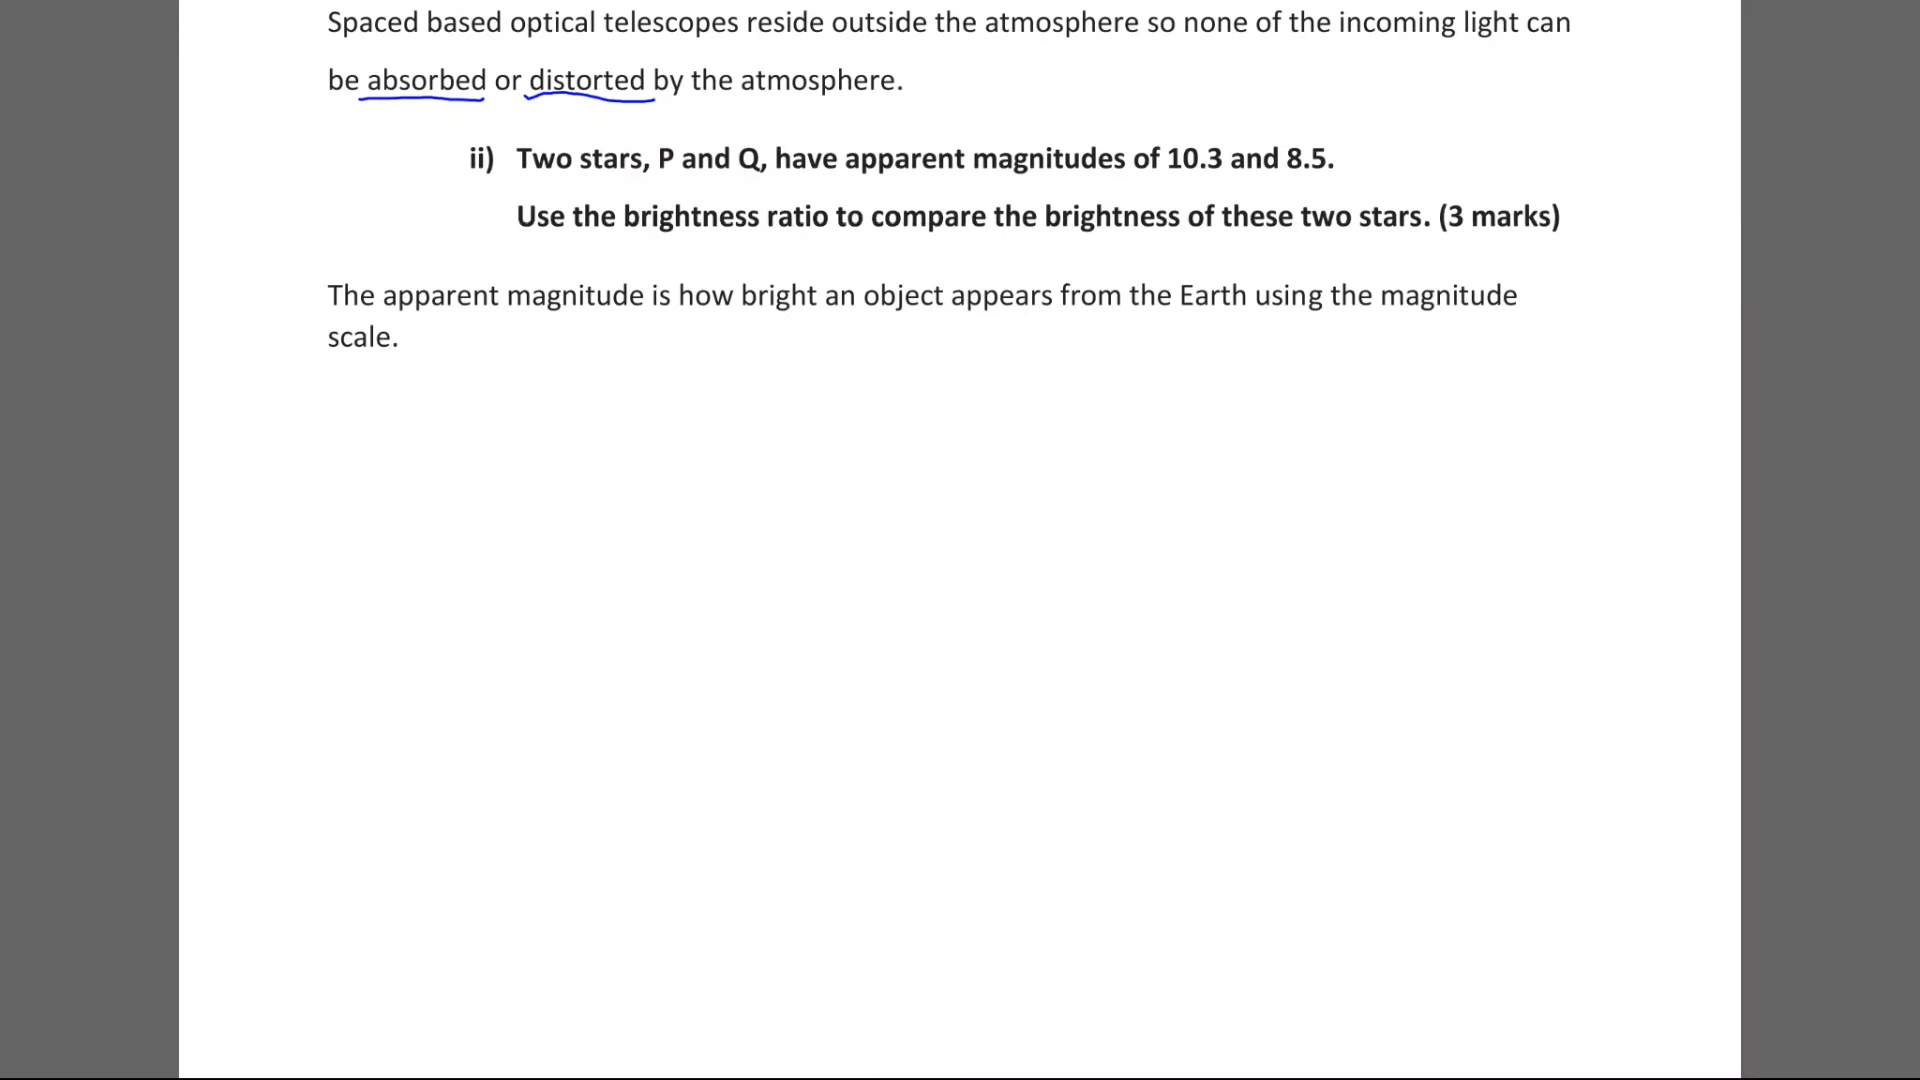 Spaced based optical telescopes reside outside the atmosphere so none of the incoming light can
be absorbed or distorted by the atmosphere.
ii) Two stars, P and Q, have apparent magnitudes of 10.3 and 8.5.
Use the brightness ratio to compare the brightness of these two stars. (3 marks)
The apparent magnitude is how bright an object appears from the Earth using the magnitude
scale.